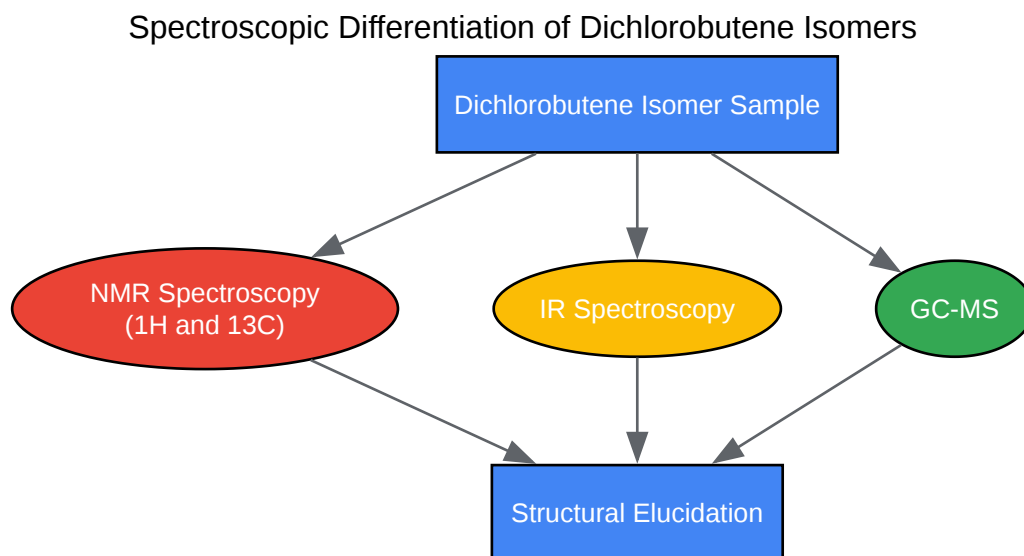 Spectroscopic Differentiation of Dichlorobutene Isomers
Dichlorobutene Isomer Sample
NMR Spectroscopy
(1H and 13C)
IR Spectroscopy
GC-MS
Structural Elucidation